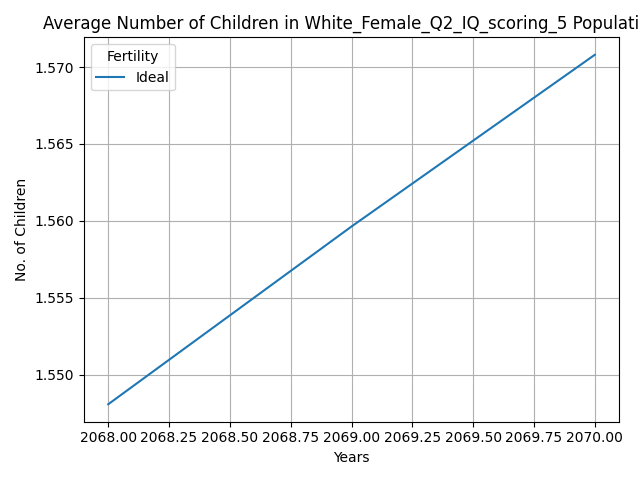 Average Number of Children in White_Female_Q2_IQ_scoring_5 Populati
Fertility
Ideal
1.570
1.565
1.560
1.555
1.550
No. of Children
2068.00 2068.25 2068.50 2068.75 2069.00 2069.25 2069.50 2069.75 2070.00
Years